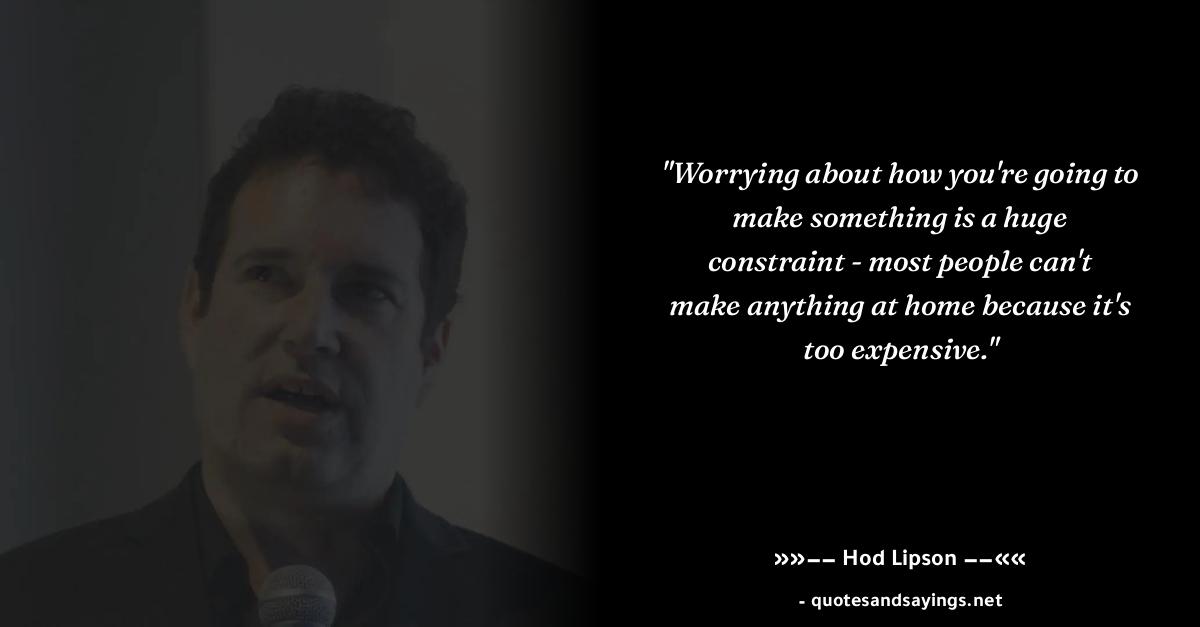 "Worrying about how you're going to
make something is a huge
constraint - most people can't
make anything at home because it's
too expensive."
»»–– Hod Lipson ––««
- quotesandsayings.net